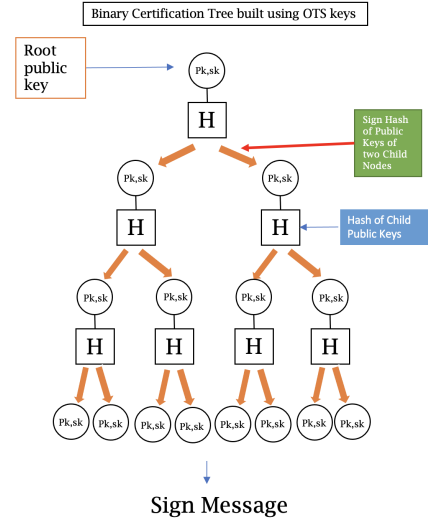 Binary Certification Tree built using OTS keys
Root
public
key
Pk,sk
H
Sign Hash
of Public
Keys of
two Child
Nodes
Pk,sk
Pk,sk
H
H
Hash of Child
Public Keys
Pk,sk
Pk,sk
Pk,sk
Pk,sk
H
H
H
H
Pk,sk
Pk,sk
Pk,sk
Pk,sk
Pk,sk
Pk,sk
Pk,sk
Pk,sk
Sign Message